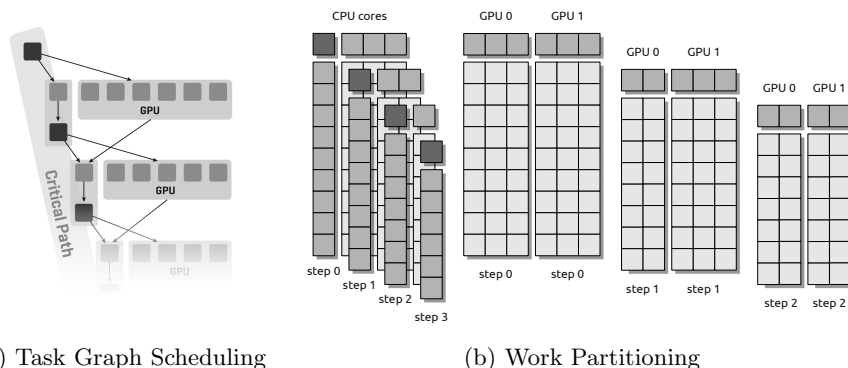 GPU
GPU
GPU
Critical Path
CPU cores
GPU 0 GPU 1
GPU 0 GPU 1
GPU 0 GPU 1
step 0
step 1
step 2
step 3
step 0 step 0
step 1 step 1
step 2 step 2
) Task Graph Scheduling
(b) Work Partitioning